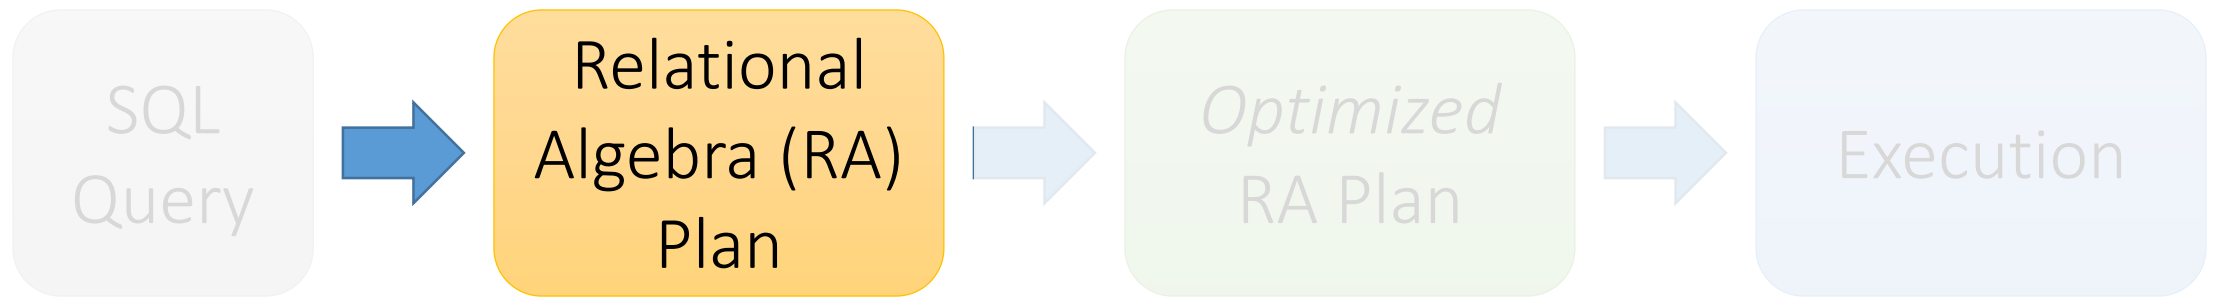 SQL
Query
Relational
Algebra (RA)
Plan
Optimized
RA Plan
Execution